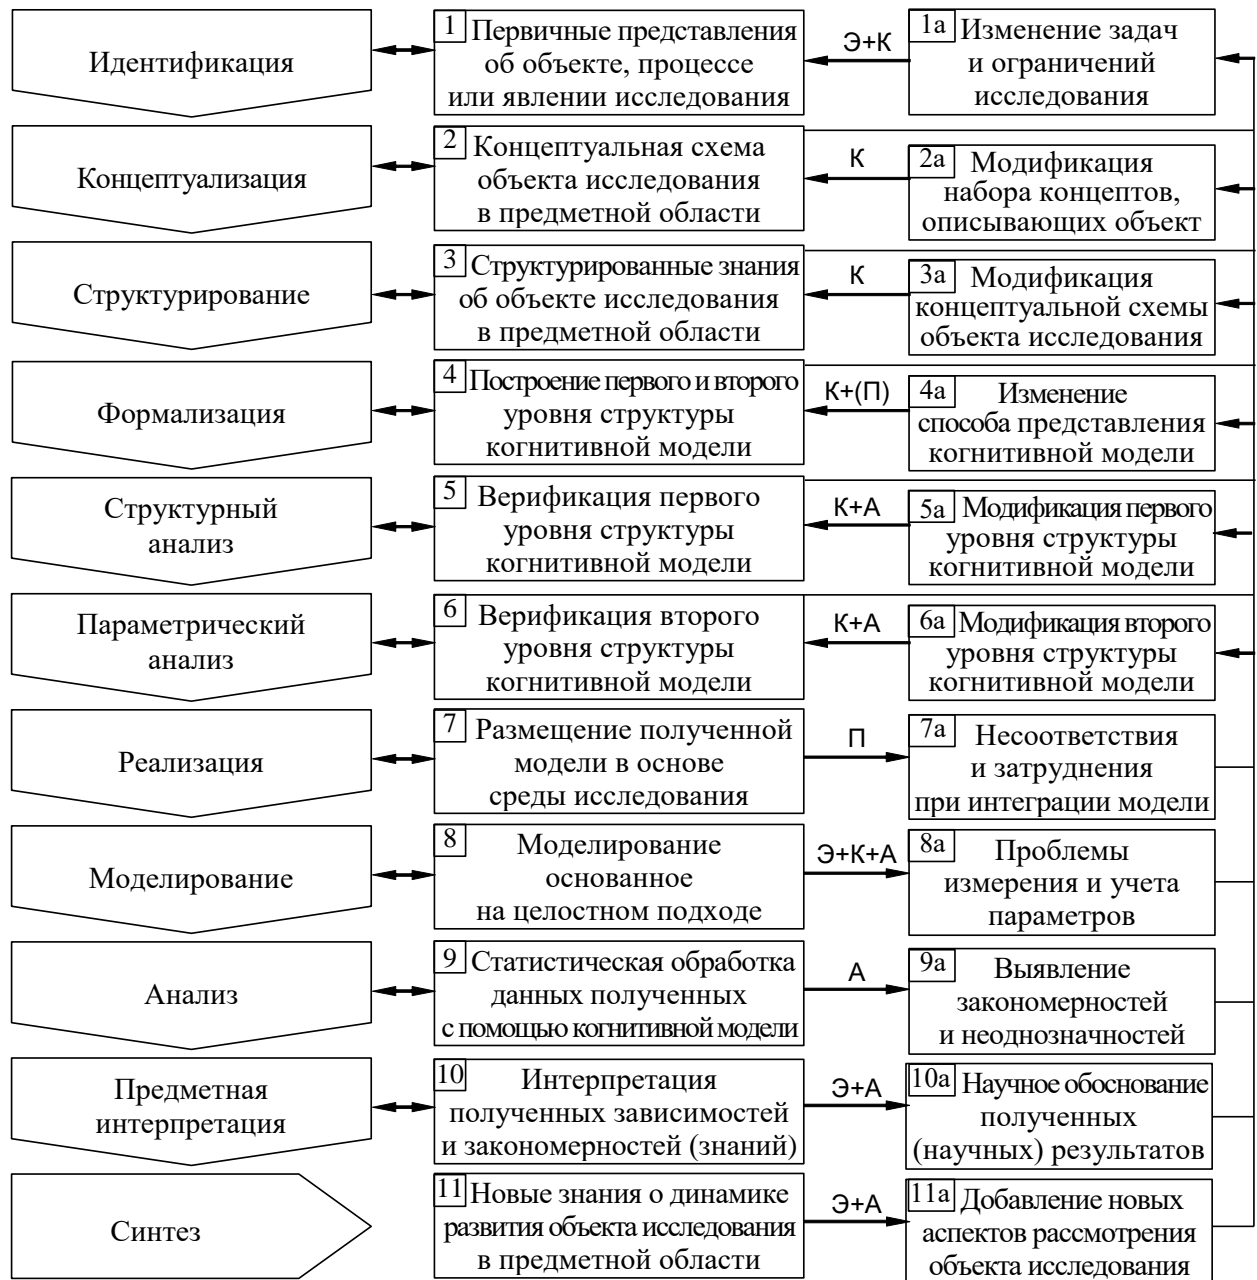 Идентификация
1 Первичные представления
об объекте, процессе
или явлении исследования
Э+К
1а Изменение задач
и ограничений
исследования
Концептуализация
2 Концептуальная схема
объекта исследования
в предметной области
К
2а Модификация
набора концептов,
описывающих объект
Структурирование
3 Структурированные знания
об объекте исследования
в предметной области
К
3а Модификация
концептуальной схемы
объекта исследования
Формализация
4 Построение первого и второго
уровня структуры
когнитивной модели
К+(П)
4а Изменение
способа представления
когнитивной модели
Структурный
анализ
5 Верификация первого
уровня структуры
когнитивной модели
К+А
5а Модификация первого
уровня структуры
когнитивной модели
Параметрический
анализ
6 Верификация второго
уровня структуры
когнитивной модели
К+А
6а Модификация второго
уровня структуры
когнитивной модели
Реализация
7 Размещение полученной
модели в основе
среды исследования
П
7а Несоответствия
и затруднения
при интеграции модели
Моделирование
8 Моделирование
основанное
на целостном подходе
Э+К+А
8а Проблемы
измерения и учета
параметров
Анализ
9 Статистическая обработка
данных полученных
с помощью когнитивной модели
А
9а Выявление
закономерностей
и неоднозначностей
Предметная
интерпретация
10 Интерпретация
полученных зависимостей
и закономерностей (знаний)
Э+А
10а Научное обоснование
полученных
(научных) результатов
Синтез
11 Новые знания о динамике
развития объекта исследования
в предметной области
Э+А
11а Добавление новых
аспектов рассмотрения
объекта исследования